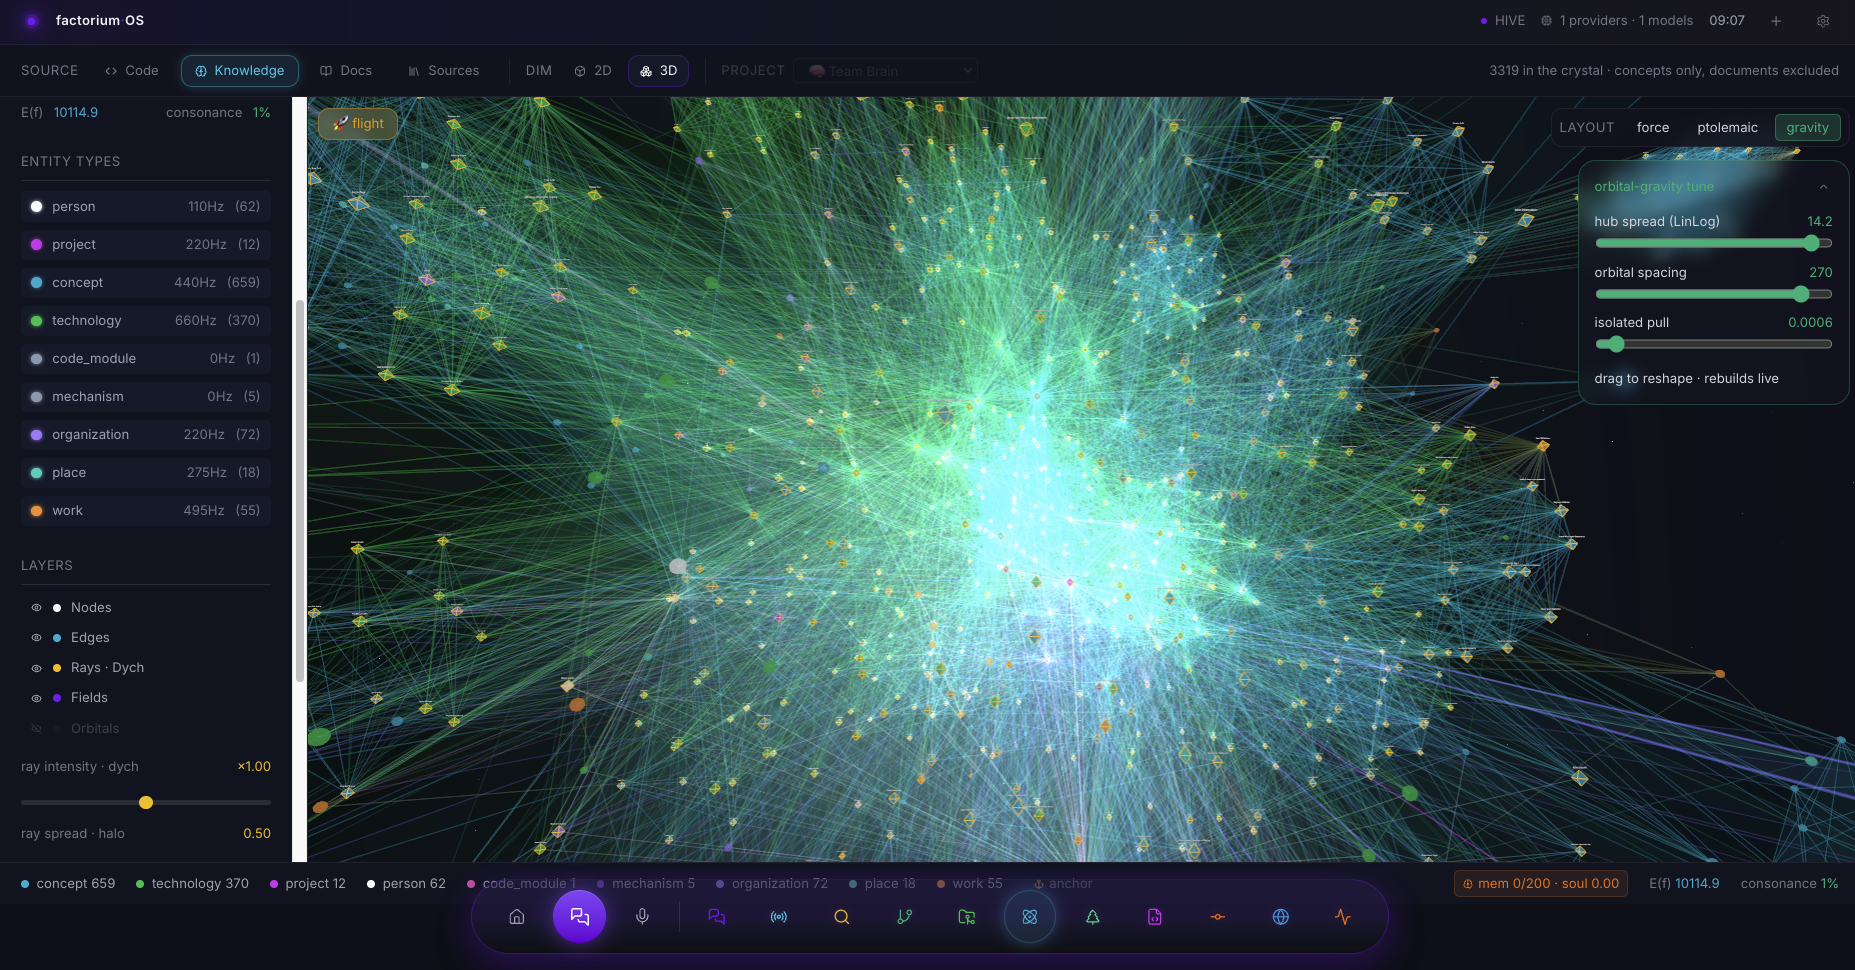 factorium OS
HIVE
1 providers · 1 models
09:07
SOURCE
Code
Knowledge
Docs
Sources
DIM
2D
3D
PROJECT
Team Brain
3319 in the crystal · concepts only, documents excluded
E(f) 10114.9
consonance 1%
ENTITY TYPES
person 110Hz (62)
project 220Hz (12)
concept 440Hz (659)
technology 660Hz (370)
code_module 0Hz (1)
mechanism 0Hz (5)
organization 220Hz (72)
place 275Hz (18)
work 495Hz (55)
LAYERS
Nodes
Edges
Rays · Dych
Fields
Orbitals
ray intensity · dych ×1.00
ray spread · halo 0.50
flight
LAYOUT
force
ptolemaic
gravity
orbital-gravity tune
hub spread (LinLog) 14.2
orbital spacing 270
isolated pull 0.0006
drag to reshape · rebuilds live
concept 659
technology 370
project 12
person 62
code_module 1
mechanism 5
organization 72
place 18
work 55
anchor
mem 0/200 · soul 0.00
E(f) 10114.9
consonance 1%